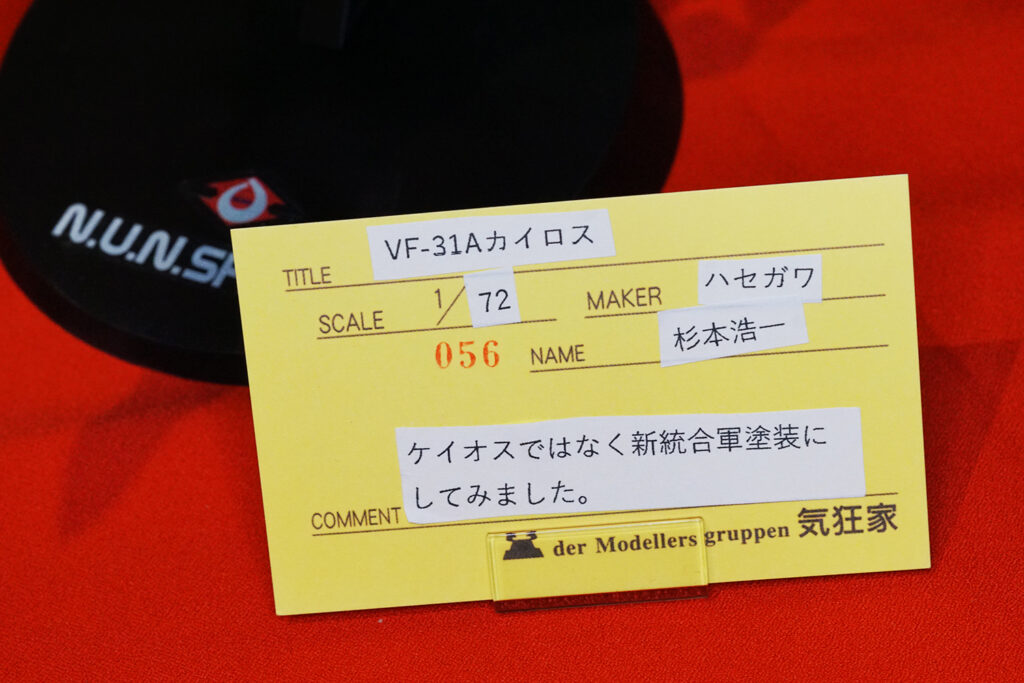 N.U.N.SP
TITLE VF-31Aカイロス
SCALE 1/72 MAKER ハセガワ
056 NAME 杉本浩一
ケイオスではなく新統合軍塗装に
してみました。
COMMENT
der Modellers gruppen 気狂家